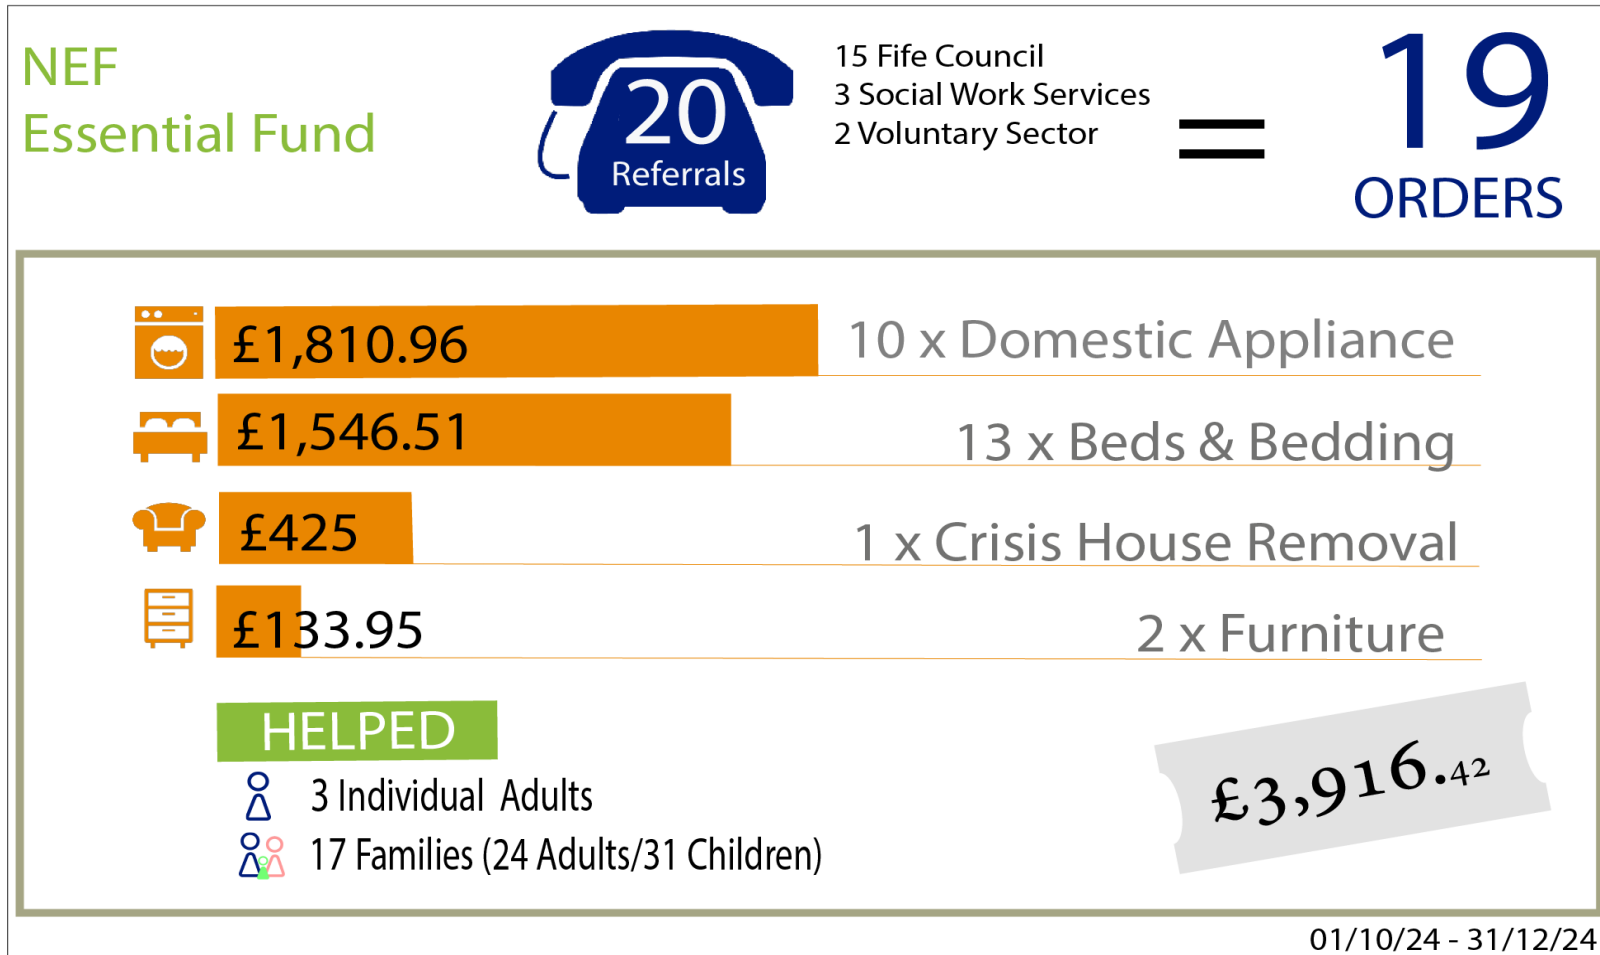 NEF
Essential Fund
20
Referrals
15 Fife Council
3 Social Work Services
2 Voluntary Sector
=
19
ORDERS
£1,810.96
10 x Domestic Appliance
£1,546.51
13 x Beds & Bedding
£425
1 x Crisis House Removal
£133.95
2 x Furniture
HELPED
3 Individual Adults
17 Families (24 Adults/31 Children)
£3,916.42
01/10/24 - 31/12/24